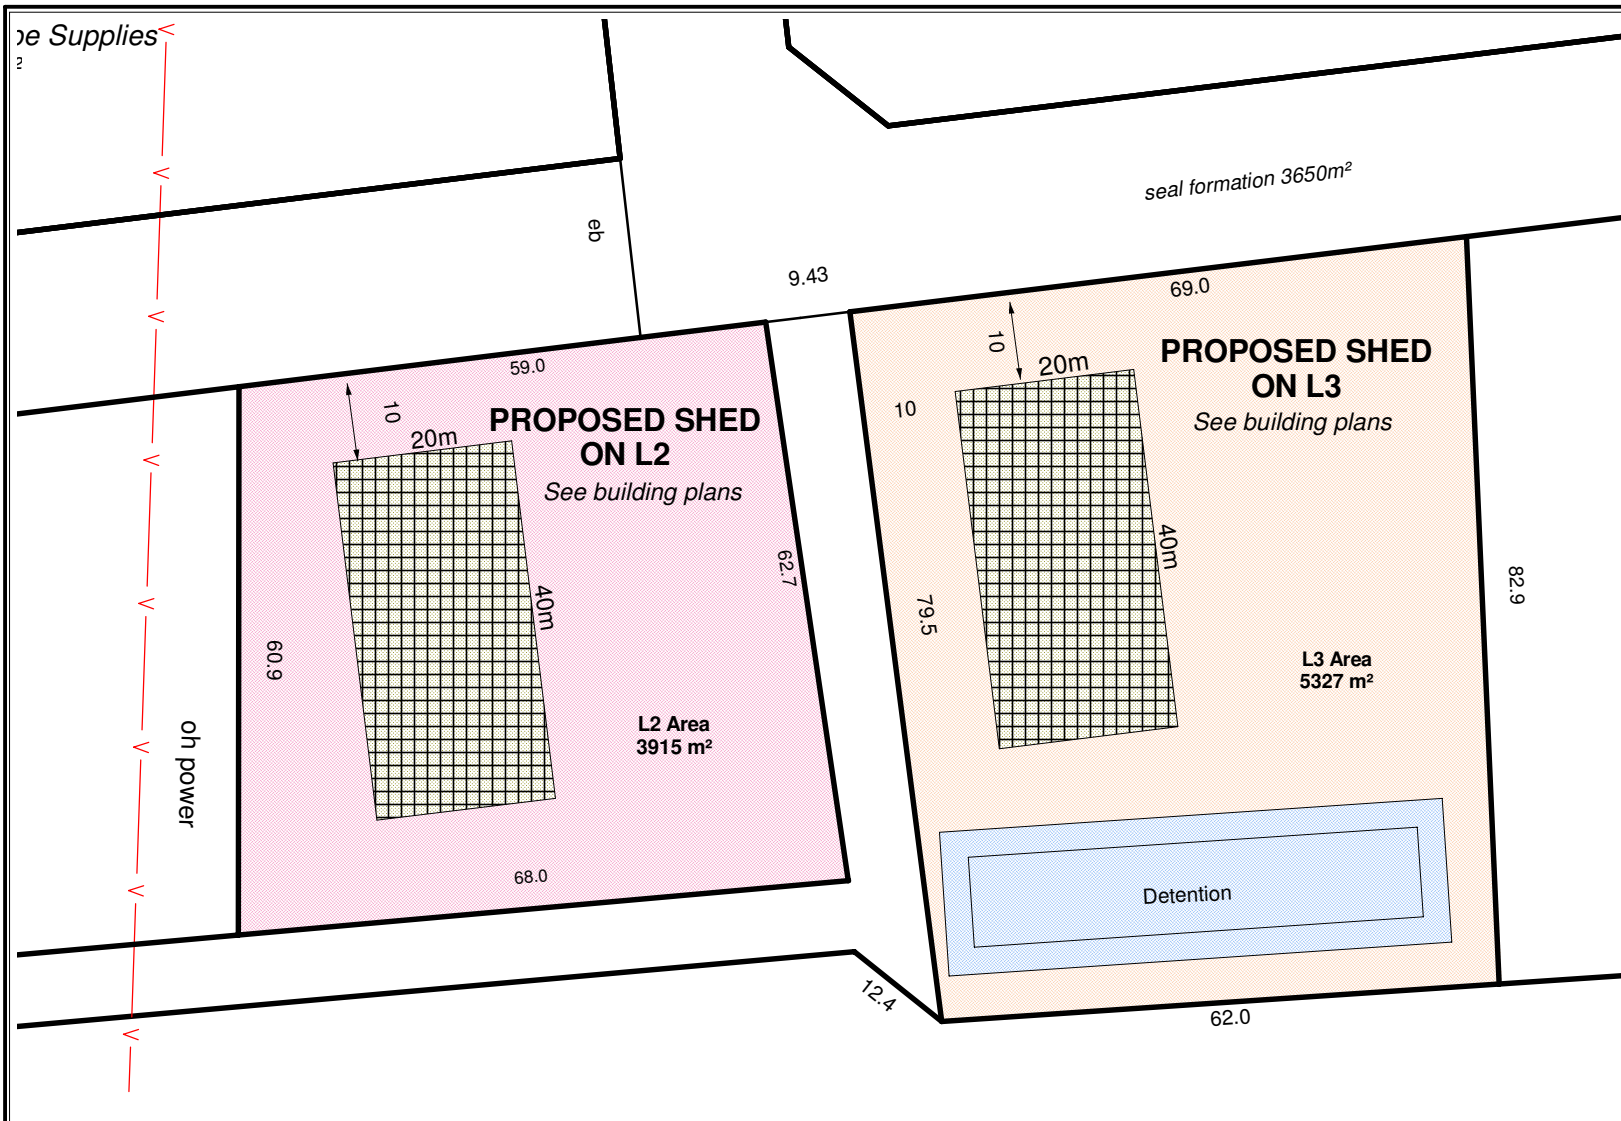 Supplies
seal formation 3650m²
eb
9.43
69.0
59.0
10
20m
PROPOSED SHED
ON L2
See building plans
10
20m
PROPOSED SHED
ON L3
See building plans
10
62.7
40m
60.9
79.5
40m
82.9
L3 Area
5327 m²
L2 Area
3915 m²
oh power
68.0
Detention
12.4
62.0